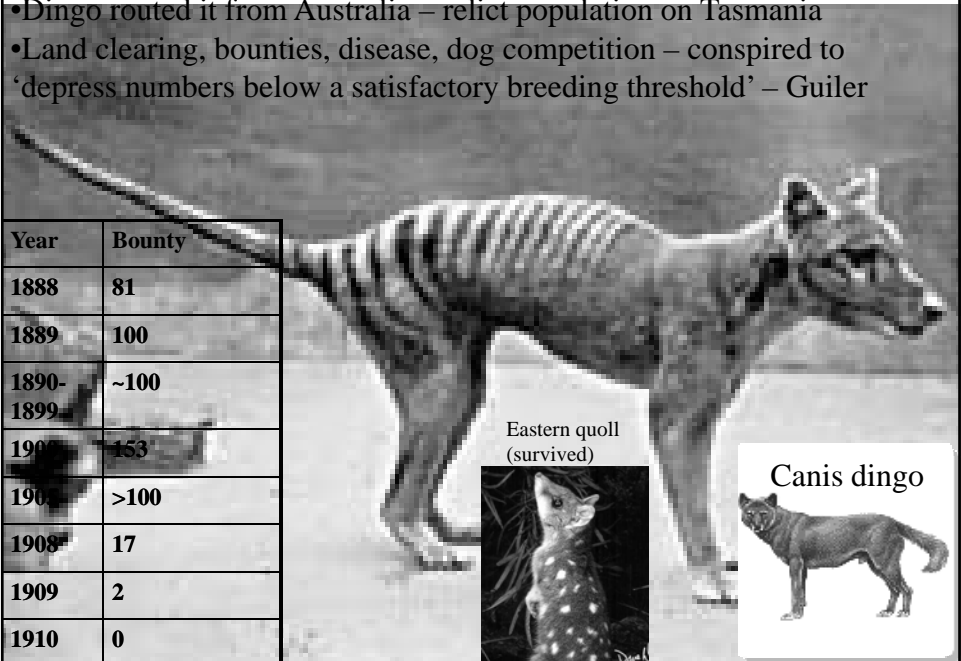 •Dingo routed it from Australia – relict population on Tasmania
•Land clearing, bounties, disease, dog competition – conspired to
‘depress numbers below a satisfactory breeding threshold’ – Guiler
Year Bounty
1888 81
1889 100
1890- ~100
1899
153
>100
1908 17
1909 2
1910 0
Eastern quoll
(survived)
Canis dingo